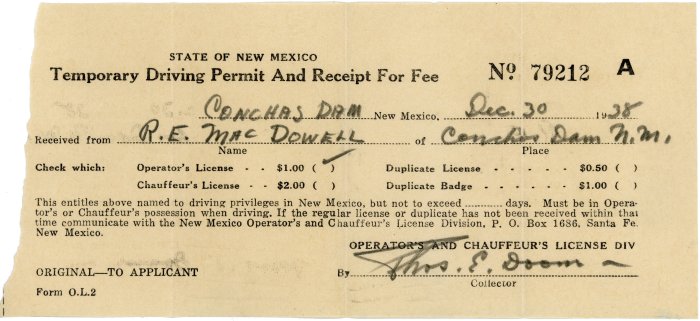 STATE OF NEW MEXICO
Temporary Driving Permit And Receipt For Fee No 79212 A
CONCHAS DAM New Mexico, Dec. 30 1938
Received from R.E. MACDOWELL of Conchas Dam N.M.
Name Place
Check which: Operator's License - - - $1.00 ( ✓ ) Duplicate License - - - - - $0.50 ( )
Chauffeur's License - - $2.00 ( ) Duplicate Badge - - - - - $1.00 ( )
This entitles above named to driving privileges in New Mexico, but not to exceed ............ days. Must be in Opera-
tor's or Chauffeur's possession when driving. If the regular license or duplicate has not been received within that
time communicate with the New Mexico Operator's and Chauffeur's License Division, P. O. Box 1686, Santa Fe,
New Mexico.
OPERATOR'S AND CHAUFFEUR'S LICENSE DIV
ORIGINAL—TO APPLICANT By Thos. E. Doom
Collector
Form O.L.2